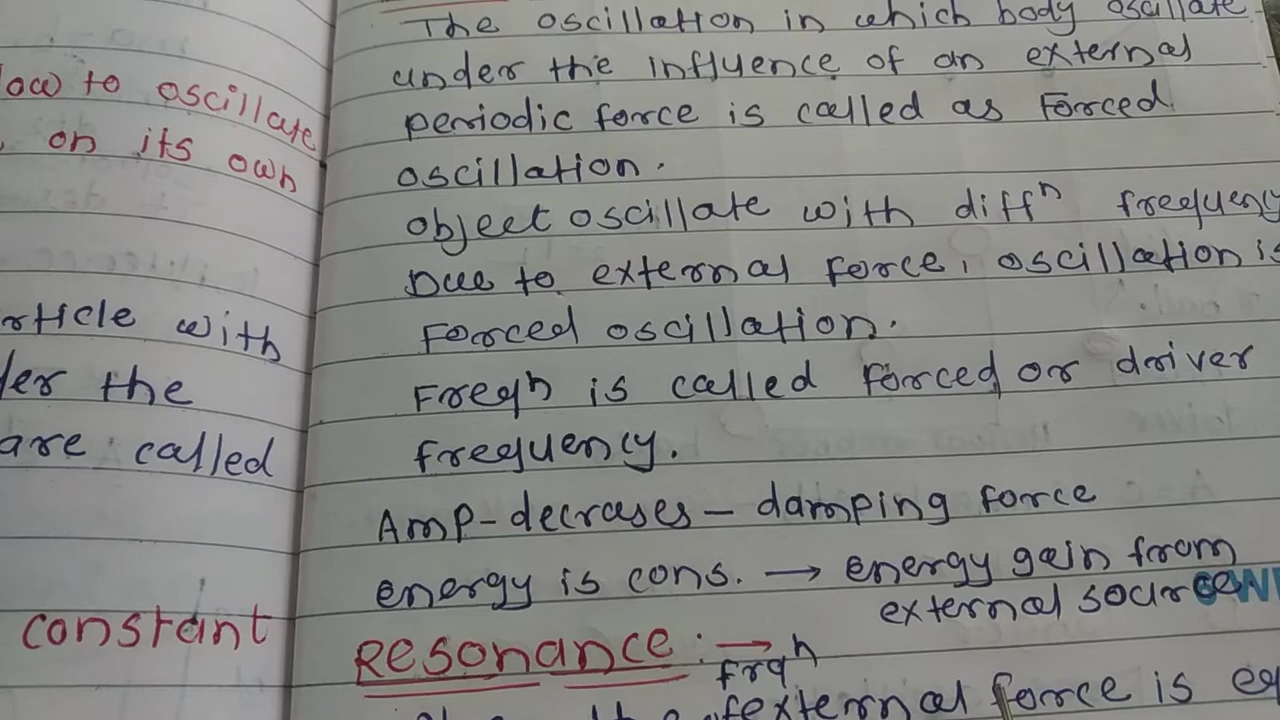 low to oscillate
on its own
with
the
are called
constant
The oscillation in which body oscillate
under the influence of an external
periodic force is called as forced
oscillation.
object oscillate with diffⁿ frequency
Due to external force, oscillation is
Forced oscillation.
Freqⁿ is called forced or driver
frequency.
Amp-decrases - damping force
energy is cons. → energy gain from
external source
Resonance : →
frqⁿ
external force is